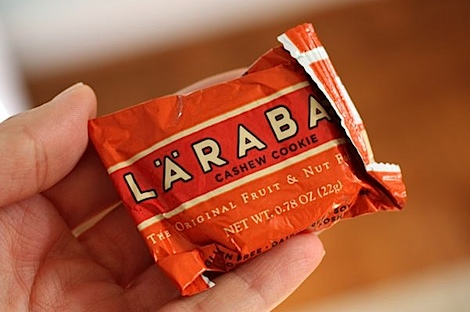 LÄRABA
CASHEW COOKIE
THE ORIGINAL FRUIT & NUT F
NET WT. 0.78 OZ (22g)